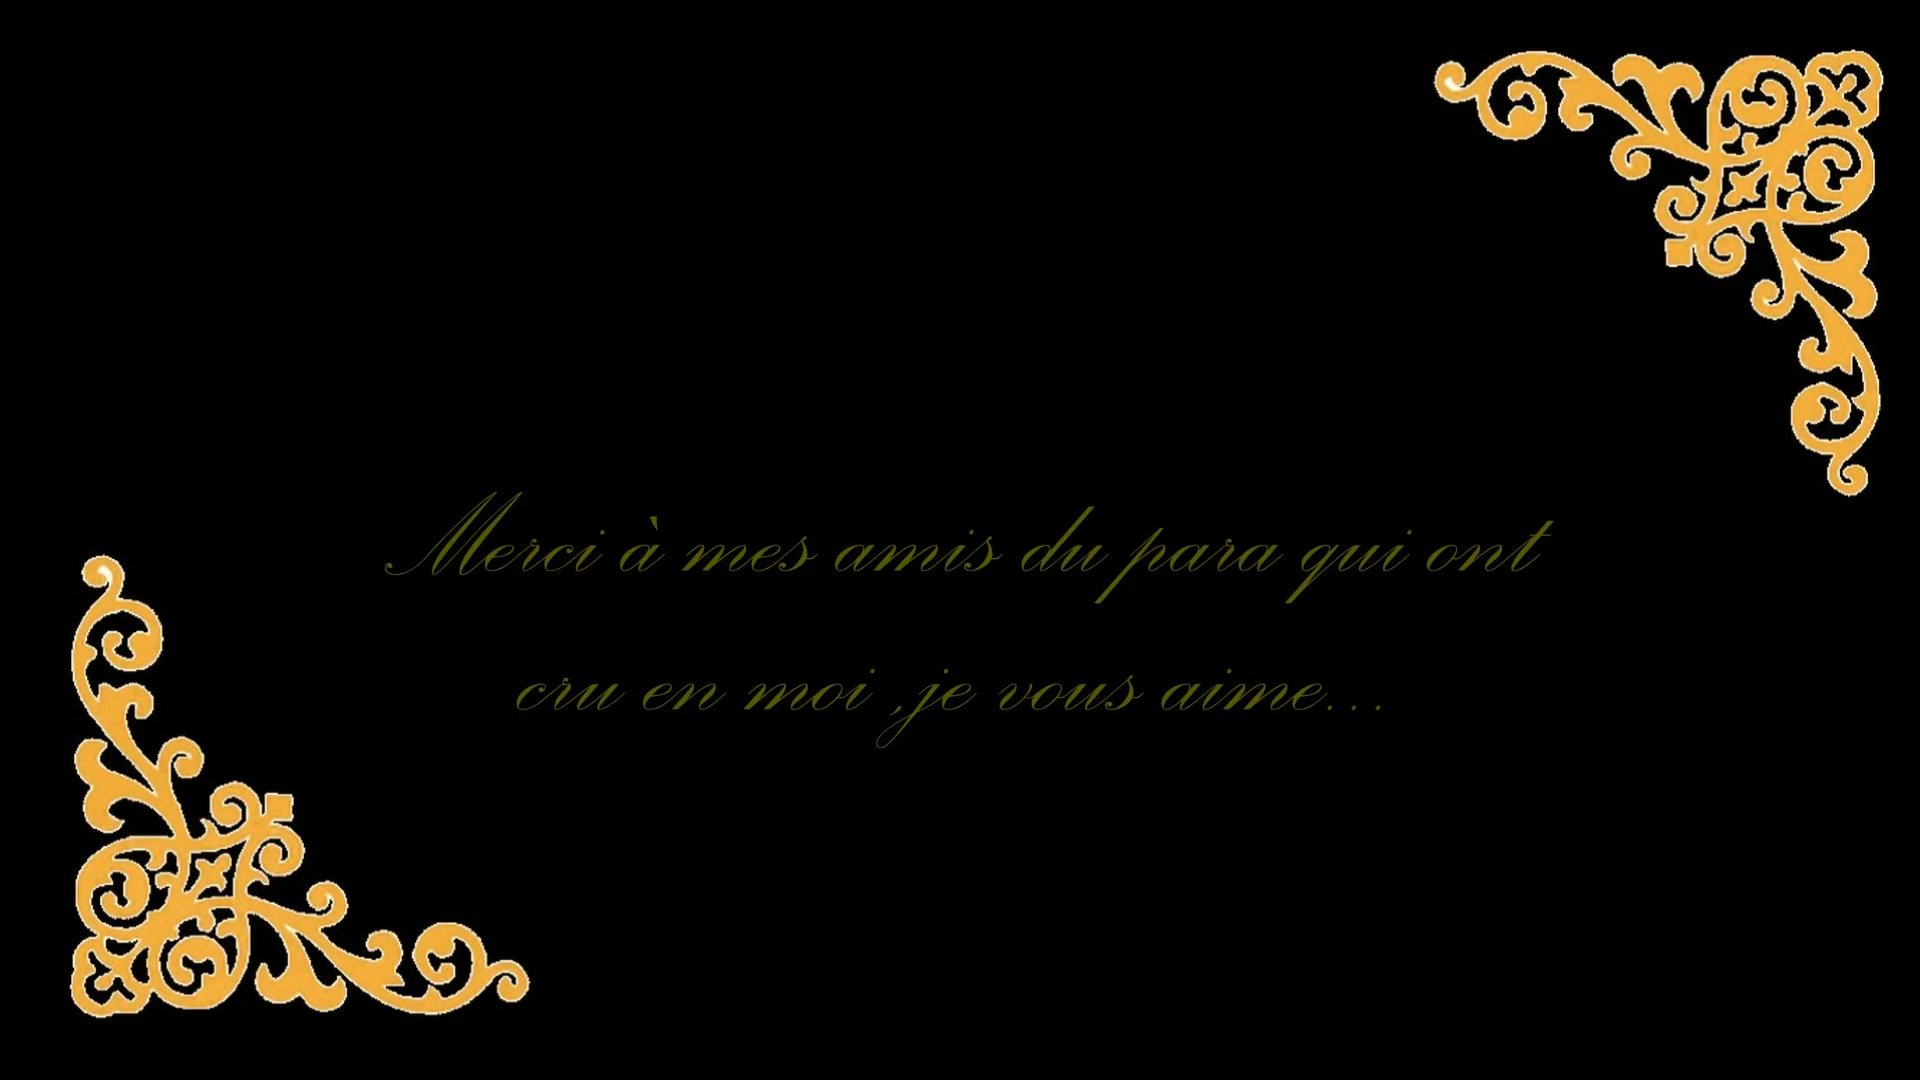 Merci à mes amis du para qui ont
cru en moi ,je vous aime...